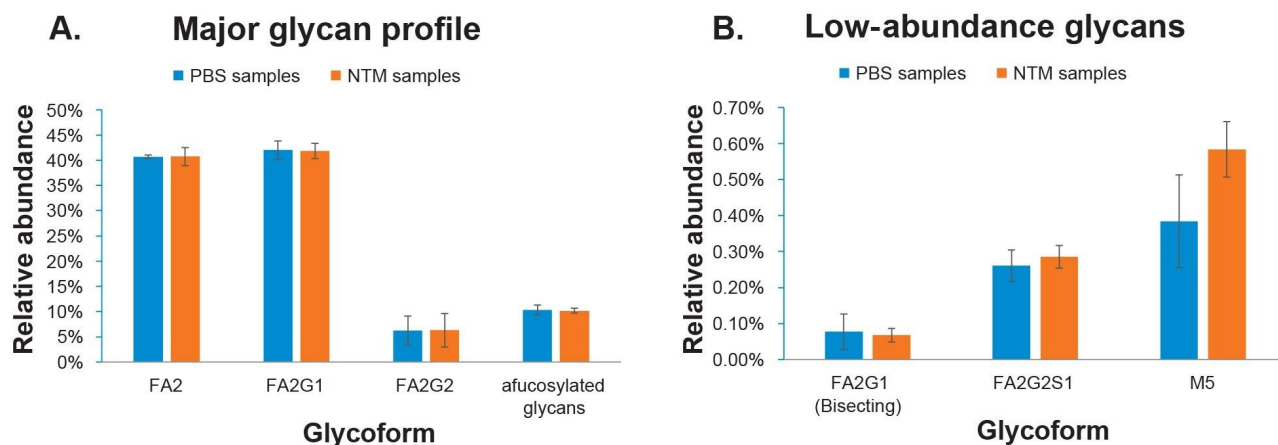 A. Major glycan profile
PBS samples NTM samples
Relative abundance
50%
45%
40%
35%
30%
25%
20%
15%
10%
5%
0%
FA2 FA2G1 FA2G2 afucosylated
glycans
Glycoform
B. Low-abundance glycans
PBS samples NTM samples
Relative abundance
0.70%
0.60%
0.50%
0.40%
0.30%
0.20%
0.10%
0.00%
FA2G1 FA2G2S1 M5
(Bisecting)
Glycoform